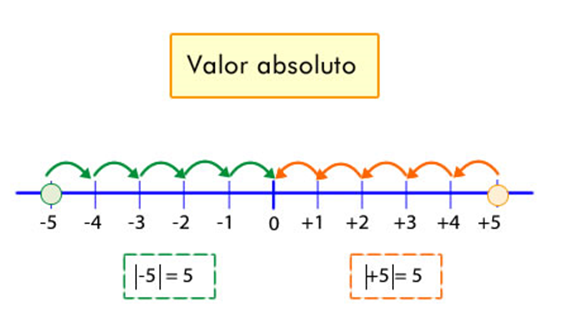 Valor absoluto
-5 -4 -3 -2 -1 0 +1 +2 +3 +4 +5
|-5| = 5 |+5|= 5